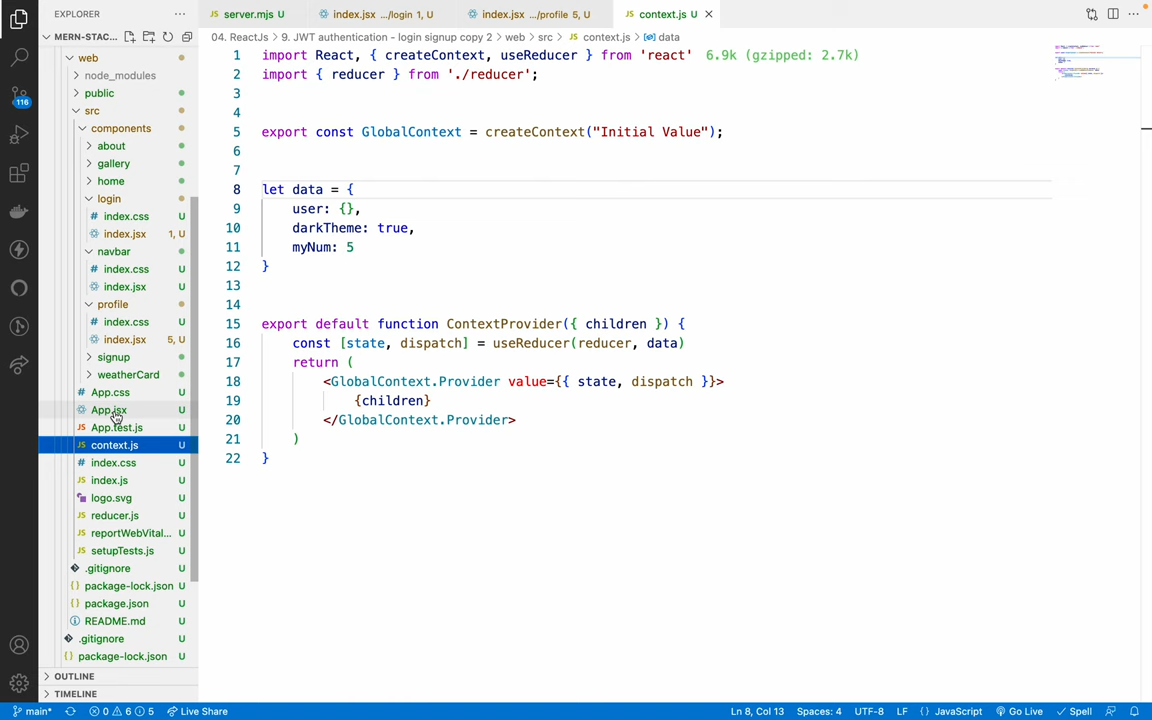 EXPLORER
server.mjs U
index.jsx .../login 1, U
index.jsx .../profile 5, U
context.js U
MERN-STAC...
04. ReactJs > 9. JWT authentication - login signup copy 2 > web > src > context.js > data
web
node_modules
public
src
components
about
gallery
home
login
index.css U
index.jsx 1, U
navbar
index.css U
index.jsx U
profile
index.css U
index.jsx 5, U
signup
weatherCard
App.css U
App.jsx U
App.test.js U
context.js U
index.css U
index.js U
logo.svg U
reducer.js U
reportWebVital... U
setupTests.js U
.gitignore U
package-lock.json U
package.json U
README.md U
.gitignore U
package-lock.json U
OUTLINE
TIMELINE
116
1 import React, { createContext, useReducer } from 'react' 6.9k (gzipped: 2.7k)
2 import { reducer } from './reducer';
3
4
5 export const GlobalContext = createContext("Initial Value");
6
7
8 let data = {
9 user: {},
10 darkTheme: true,
11 myNum: 5
12 }
13
14
15 export default function ContextProvider({ children }) {
16 const [state, dispatch] = useReducer(reducer, data)
17 return (
18 <GlobalContext.Provider value={{ state, dispatch }}>
19 {children}
20 </GlobalContext.Provider>
21 )
22 }
main* 0 6 5 Live Share Ln 8, Col 13 Spaces: 4 UTF-8 LF { } JavaScript Go Live Spell